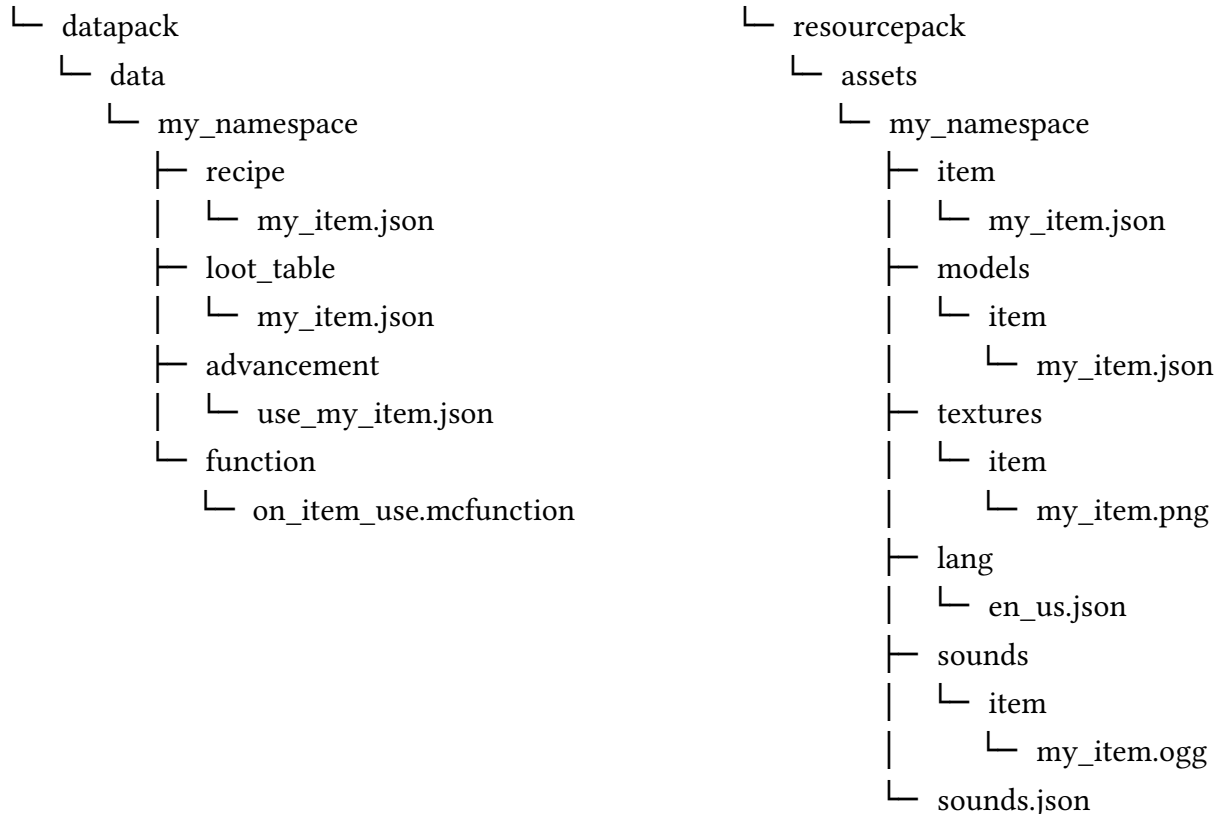 └─ datapack
└─ data
└─ my_namespace
├─ recipe
│ └─ my_item.json
├─ loot_table
│ └─ my_item.json
├─ advancement
│ └─ use_my_item.json
└─ function
└─ on_item_use.mcfunction
└─ resourcepack
└─ assets
└─ my_namespace
├─ item
│ └─ my_item.json
├─ models
│ └─ item
│ └─ my_item.json
├─ textures
│ └─ item
│ └─ my_item.png
├─ lang
│ └─ en_us.json
├─ sounds
│ └─ item
│ └─ my_item.ogg
└─ sounds.json